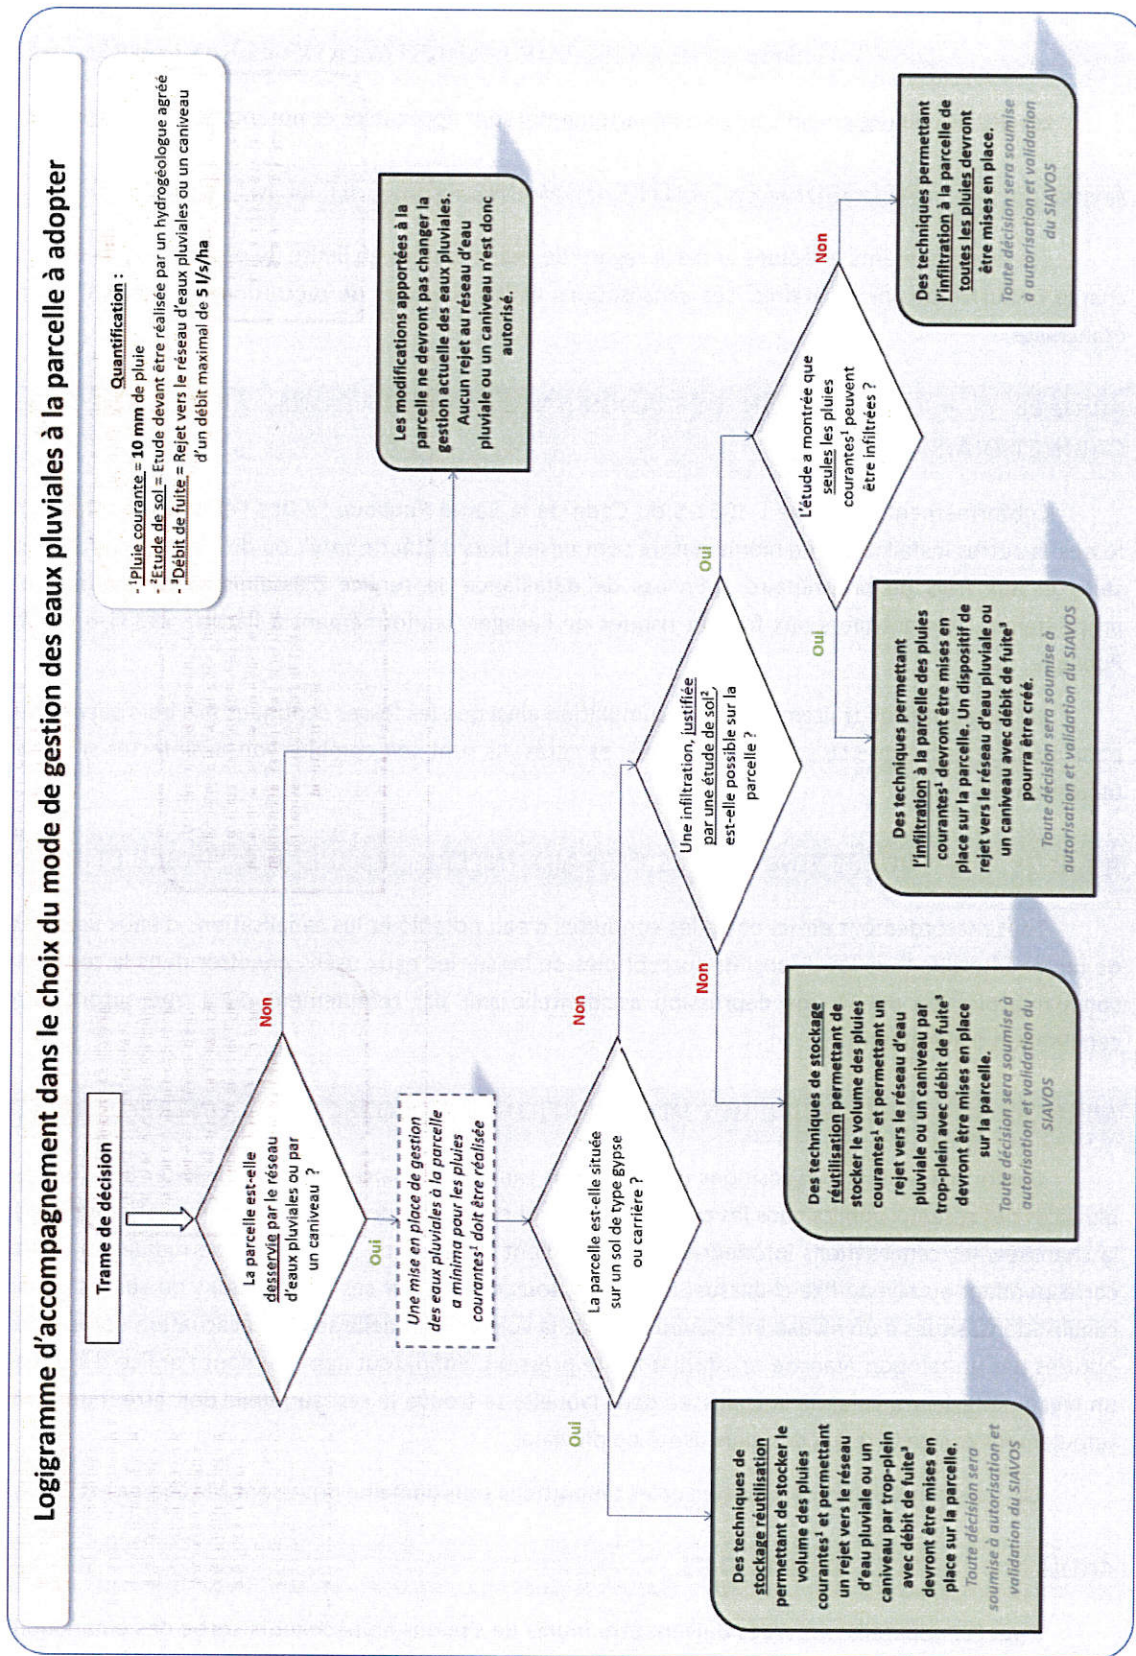 Logigramme d'accompagnement dans le choix du mode de gestion des eaux pluviales à la parcelle à adopter
Trame de décision
Quantification :
- ¹Pluie courante = 10 mm de pluie
- ²Etude de sol = Etude devant être réalisée par un hydrogéologue agréé
- ³Débit de fuite = Rejet vers le réseau d'eaux pluviales ou un caniveau
d'un débit maximal de 5 l/s/ha
La parcelle est-elle
desservie par le réseau
d'eaux pluviales ou par
un caniveau ?
Non
Les modifications apportées à la
parcelle ne devront pas changer la
gestion actuelle des eaux pluviales.
Aucun rejet au réseau d'eau
pluviale ou un caniveau n'est donc
autorisé.
Oui
Une mise en place de gestion
des eaux pluviales à la parcelle
a minima pour les pluies
courantes¹ doit être réalisée
La parcelle est-elle située
sur un sol de type gypse
ou carrière ?
Oui
Non
Une infiltration, justifiée
par une étude de sol²,
est-elle possible sur la
parcelle ?
Non
Oui
L'étude a montrée que
seules les pluies
courantes¹ peuvent
être infiltrées ?
Oui
Non
Des techniques de
stockage réutilisation
permettant de stocker le
volume des pluies
courantes¹ et permettant
un rejet vers le réseau
d'eau pluviale ou un
caniveau par trop-plein
avec débit de fuite³
devront être mises en
place sur la parcelle.
Toute décision sera
soumise à autorisation et
validation du SIAVOS
Des techniques de stockage
réutilisation permettant de
stocker le volume des pluies
courantes¹ et permettant un
rejet vers le réseau d'eau
pluviale ou un caniveau par
trop-plein avec débit de fuite³
devront être mises en place
sur la parcelle.
Toute décision sera soumise à
autorisation et validation du
SIAVOS
Des techniques permettant
l'infiltration à la parcelle des pluies
courantes¹ devront être mises en
place sur la parcelle. Un dispositif de
rejet vers le réseau d'eau pluviale ou
un caniveau avec débit de fuite³
pourra être créé.
Toute décision sera soumise à
autorisation et validation du SIAVOS
Des techniques permettant
l'infiltration à la parcelle de
toutes les pluies devront
être mises en place.
Toute décision sera soumise
à autorisation et validation
du SIAVOS